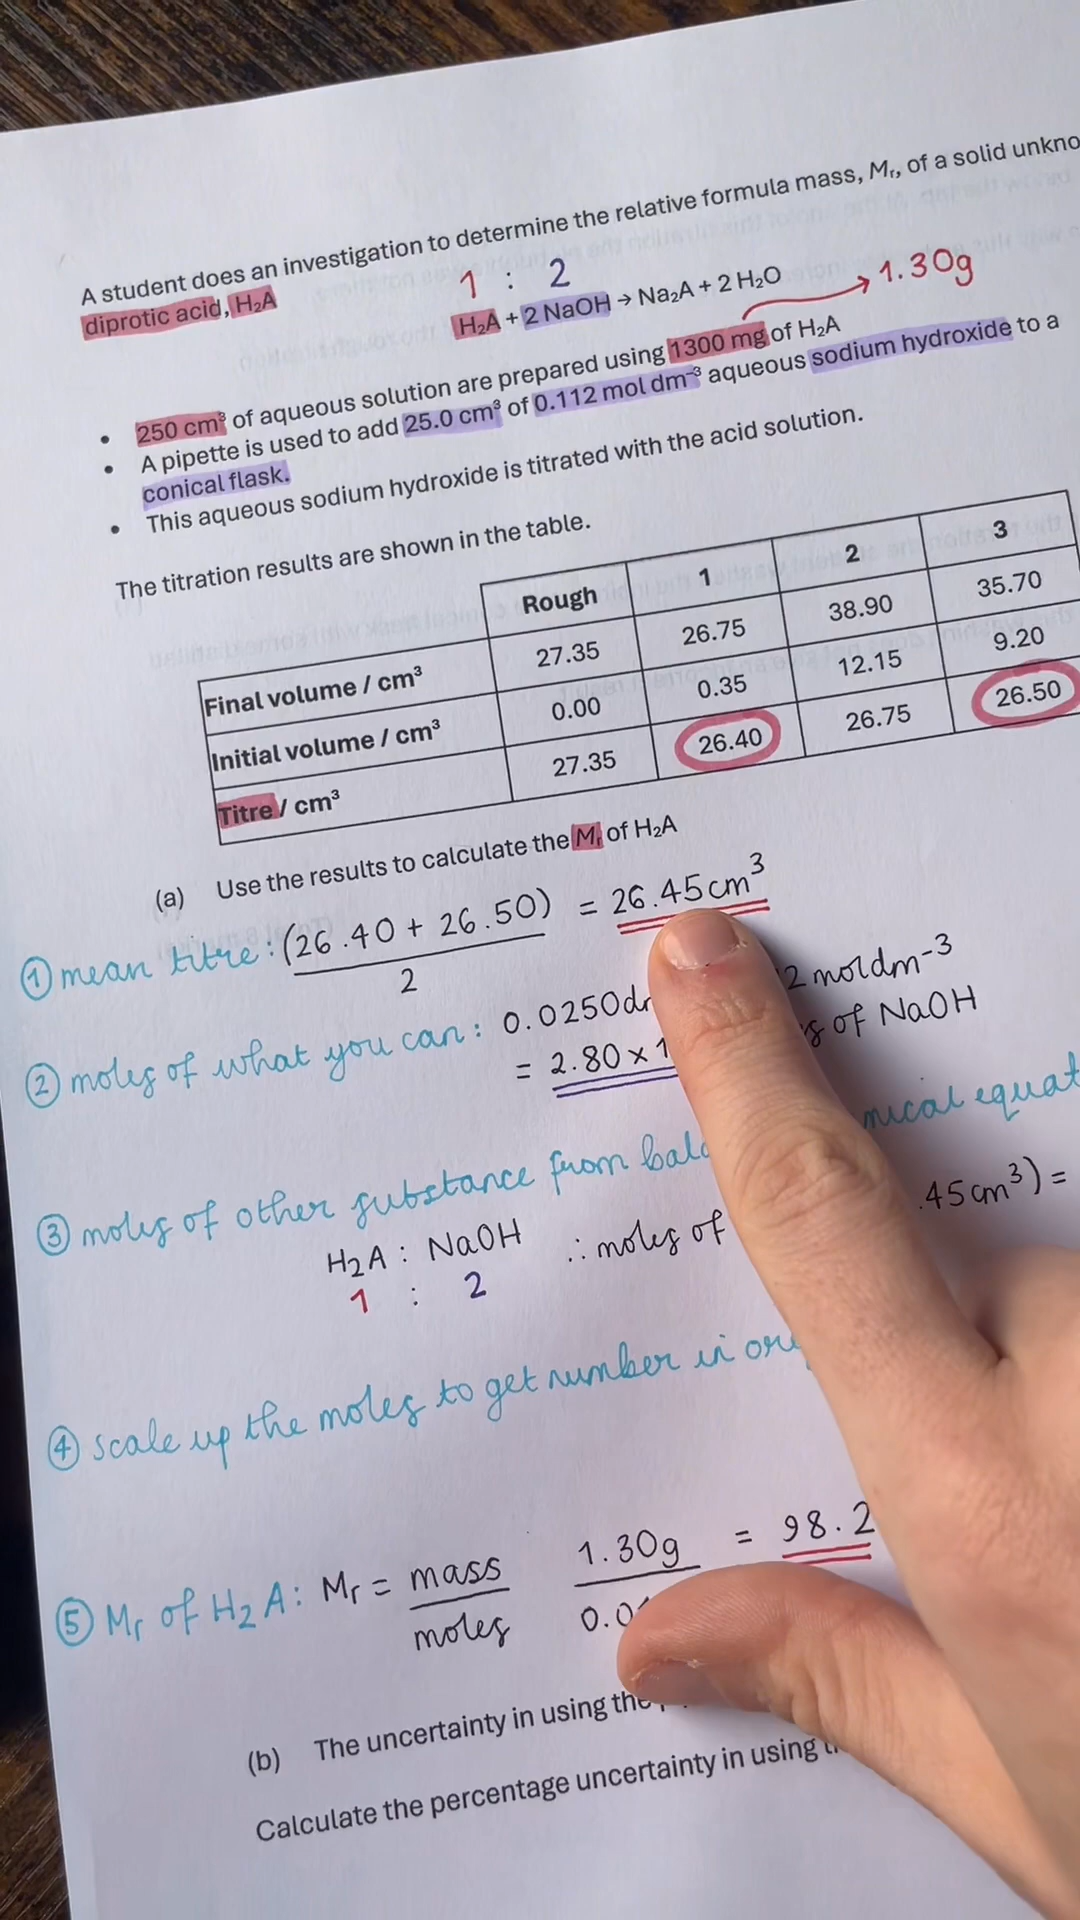 A student does an investigation to determine the relative formula mass, Mr, of a solid
diprotic acid, H₂A
1 : 2
H₂A + 2 NaOH → Na₂A + 2 H₂O
1.30g
• 250 cm³ of aqueous solution are prepared using 1300 mg of H₂A
• A pipette is used to add 25.0 cm³ of 0.112 mol dm⁻³ aqueous sodium hydroxide to a
conical flask.
• This aqueous sodium hydroxide is titrated with the acid solution.
The titration results are shown in the table.
Rough 1 2 3
Final volume / cm³ 27.35 26.75 38.90 35.70
Initial volume / cm³ 0.00 0.35 12.15 9.20
Titre / cm³ 27.35 26.40 26.75 26.50
(a) Use the results to calculate the Mr of H₂A
① mean titre: (26.40 + 26.50) = 26.45cm³
2
② moles of what you can: 0.0250 2 moldm⁻³
= 2.80 × of NaOH
③ moles of other substance from
H₂A : NaOH ∴ moles of .45cm³) =
1 : 2
④ scale up the moles to get number in
⑤ Mr of H₂A: Mr = mass 1.30g = 98.2
moles 0.0
(b) The uncertainty in using the
Calculate the percentage uncertainty in using